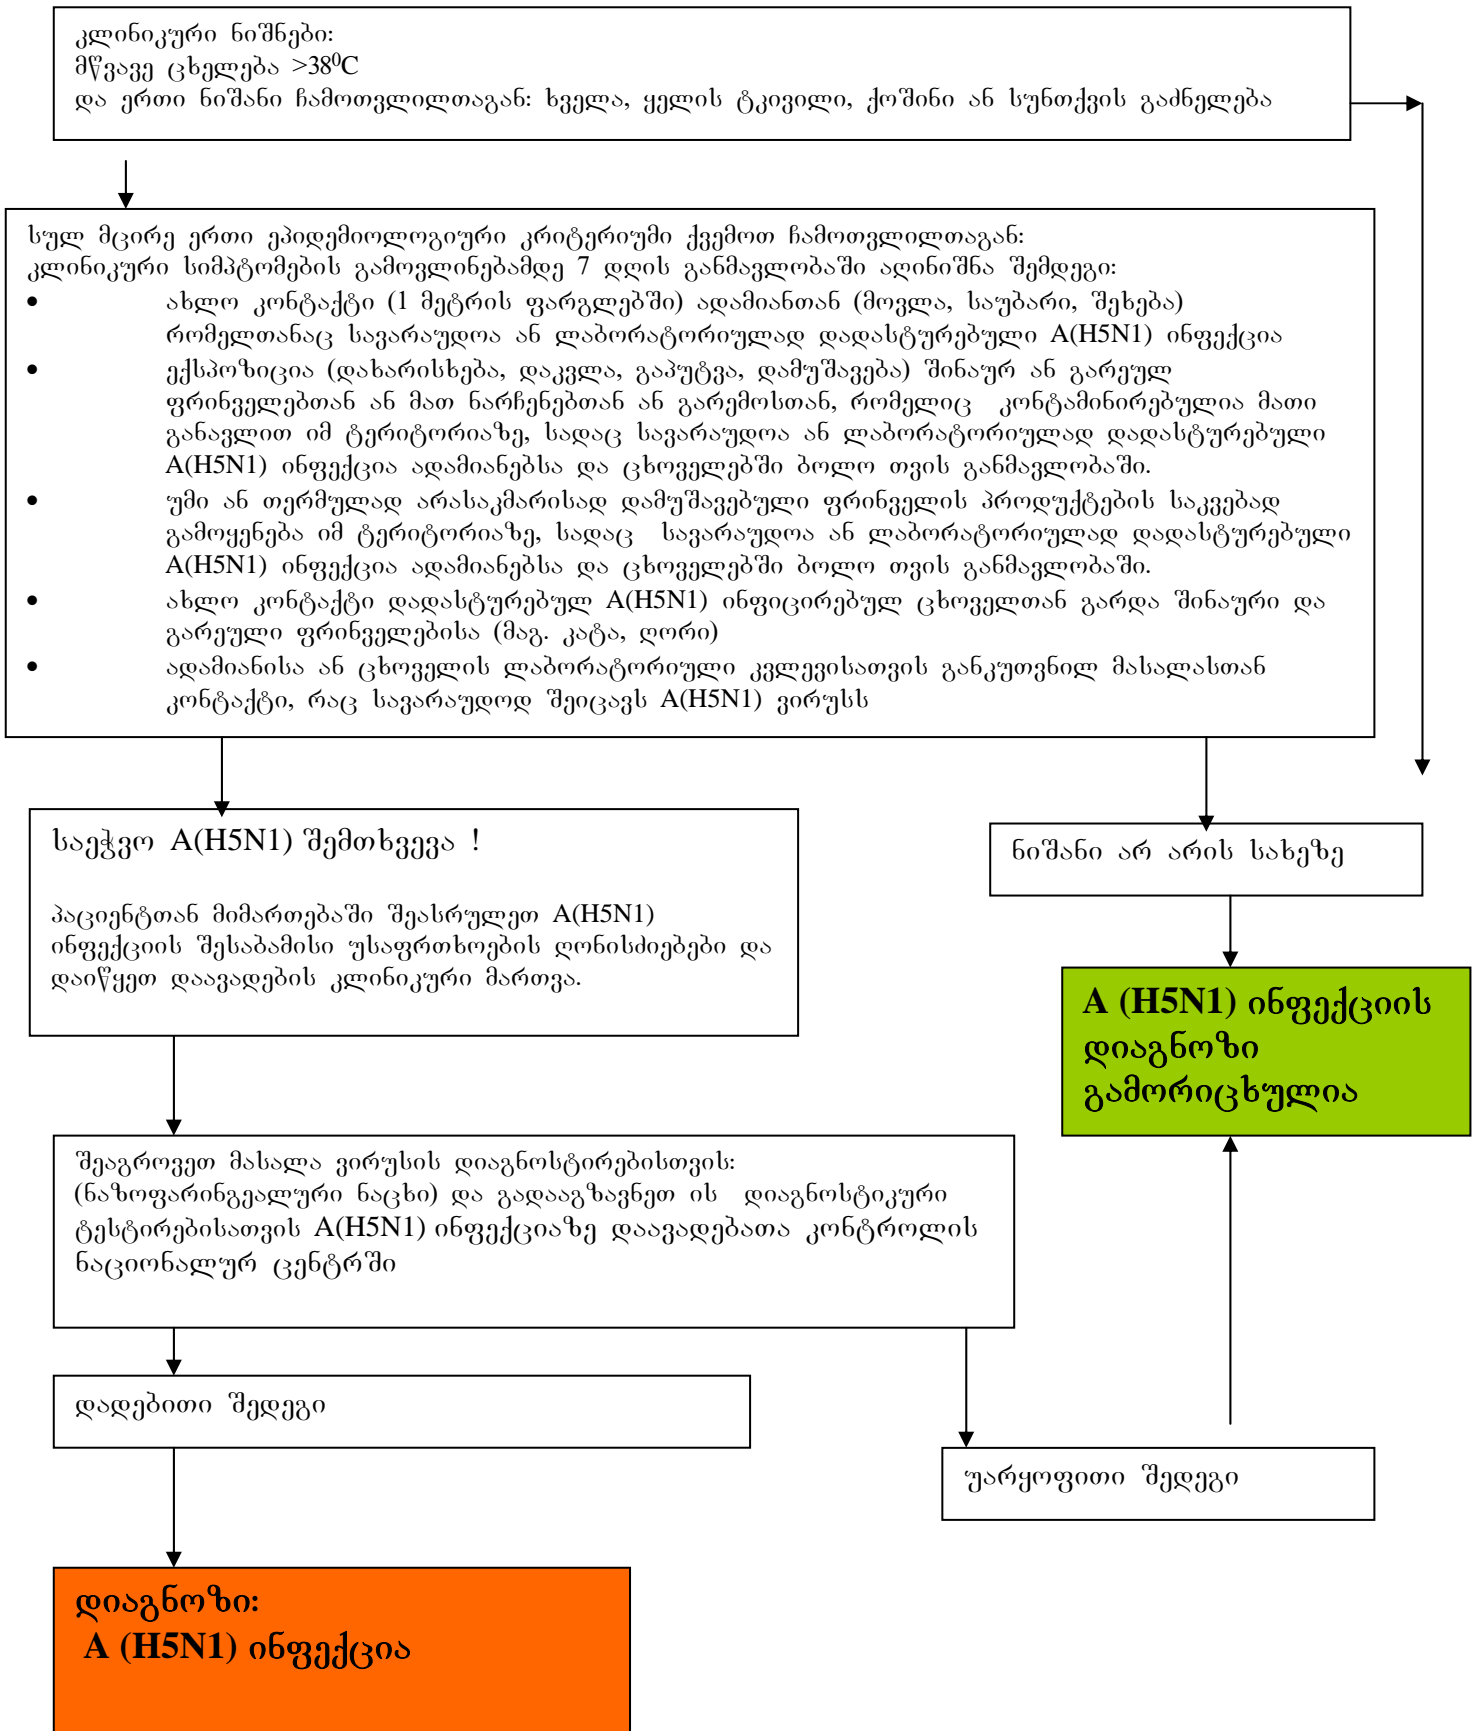 კლინიკური ნიშნები:
მწვავე ცხელება >38⁰C
და ერთი ნიშანი ჩამოთვლილთაგან: ხველა, ყელის ტკივილი, ქოშინი ან სუნთქვის გაძნელება
სულ მცირე ერთი ეპიდემიოლოგიური კრიტერიუმი ქვემოთ ჩამოთვლილთაგან:
კლინიკური სიმპტომების გამოვლინებამდე 7 დღის განმავლობაში აღინიშნა შემდეგი:
• ახლო კონტაქტი (1 მეტრის ფარგლებში) ადამიანთან (მოვლა, საუბარი, შეხება)
რომელთანაც სავარაუდოა ან ლაბორატორიულად დადასტურებული A(H5N1) ინფექცია
• ექსპოზიცია (დახარისხება, დაკვლა, გაპუტვა, დამუშავება) შინაურ ან გარეულ
ფრინველებთან ან მათ ნარჩენებთან ან გარემოსთან, რომელიც კონტამინირებულია მათი
განავლით იმ ტერიტორიაზე, სადაც სავარაუდოა ან ლაბორატორიულად დადასტურებული
A(H5N1) ინფექცია ადამიანებსა და ცხოველებში ბოლო თვის განმავლობაში.
• უმი ან თერმულად არასაკმარისად დამუშავებული ფრინველის პროდუქტების საკვებად
გამოყენება იმ ტერიტორიაზე, სადაც სავარაუდოა ან ლაბორატორიულად დადასტურებული
A(H5N1) ინფექცია ადამიანებსა და ცხოველებში ბოლო თვის განმავლობაში.
• ახლო კონტაქტი დადასტურებულ A(H5N1) ინფიცირებულ ცხოველთან გარდა შინაური და
გარეული ფრინველებისა (მაგ. კატა, ღორი)
• ადამიანისა ან ცხოველის ლაბორატორიული კვლევისათვის განკუთვნილ მასალასთან
კონტაქტი, რაც სავარაუდოდ შეიცავს A(H5N1) ვირუსს
საეჭვო A(H5N1) შემთხვევა !
პაციენტთან მიმართებაში შეასრულეთ A(H5N1)
ინფექციის შესაბამისი უსაფრთხოების ღონისძიებები და
დაიწყეთ დაავადების კლინიკური მართვა.
ნიშანი არ არის სახეზე
A (H5N1) ინფექციის
დიაგნოზი
გამორიცხულია
შეაგროვეთ მასალა ვირუსის დიაგნოსტირებისთვის:
(ნაზოფარინგეალური ნაცხი) და გადააგზავნეთ ის დიაგნოსტიკური
ტესტირებისათვის A(H5N1) ინფექციაზე დაავადებათა კონტროლის
ნაციონალურ ცენტრში
დადებითი შედეგი
უარყოფითი შედეგი
დიაგნოზი:
A (H5N1) ინფექცია